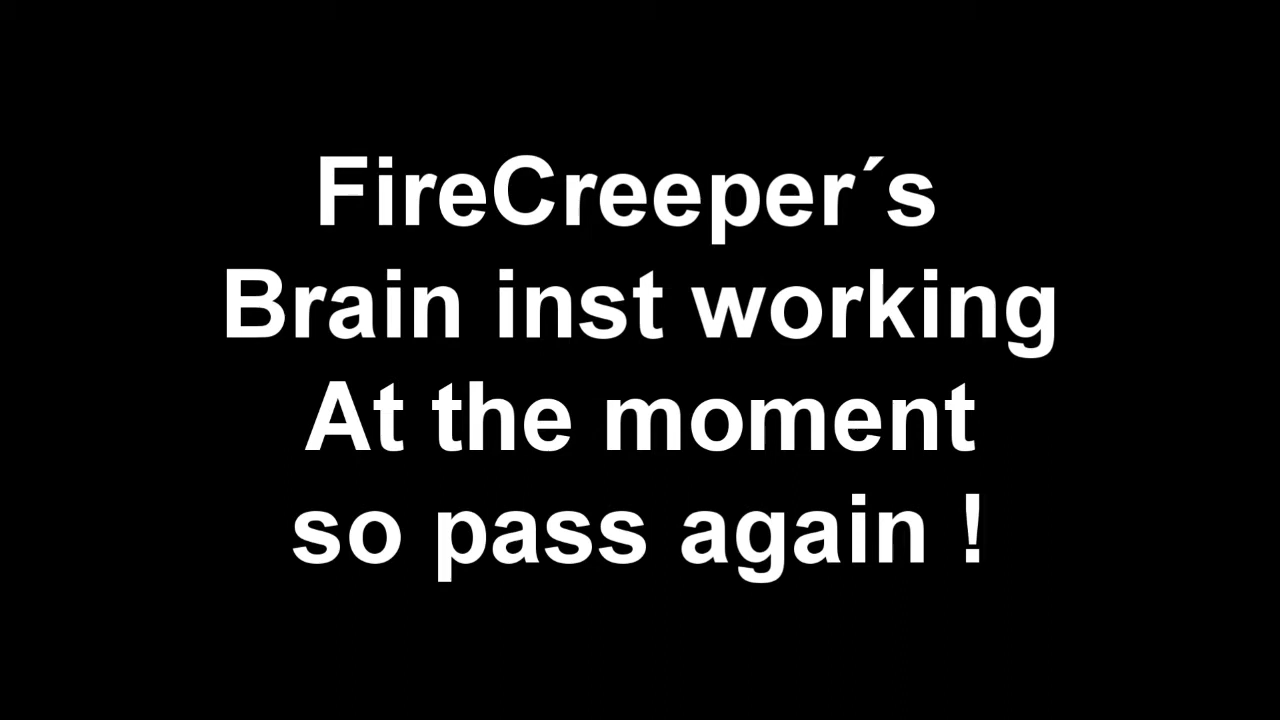 FireCreeper´s
Brain inst working
At the moment
so pass again !